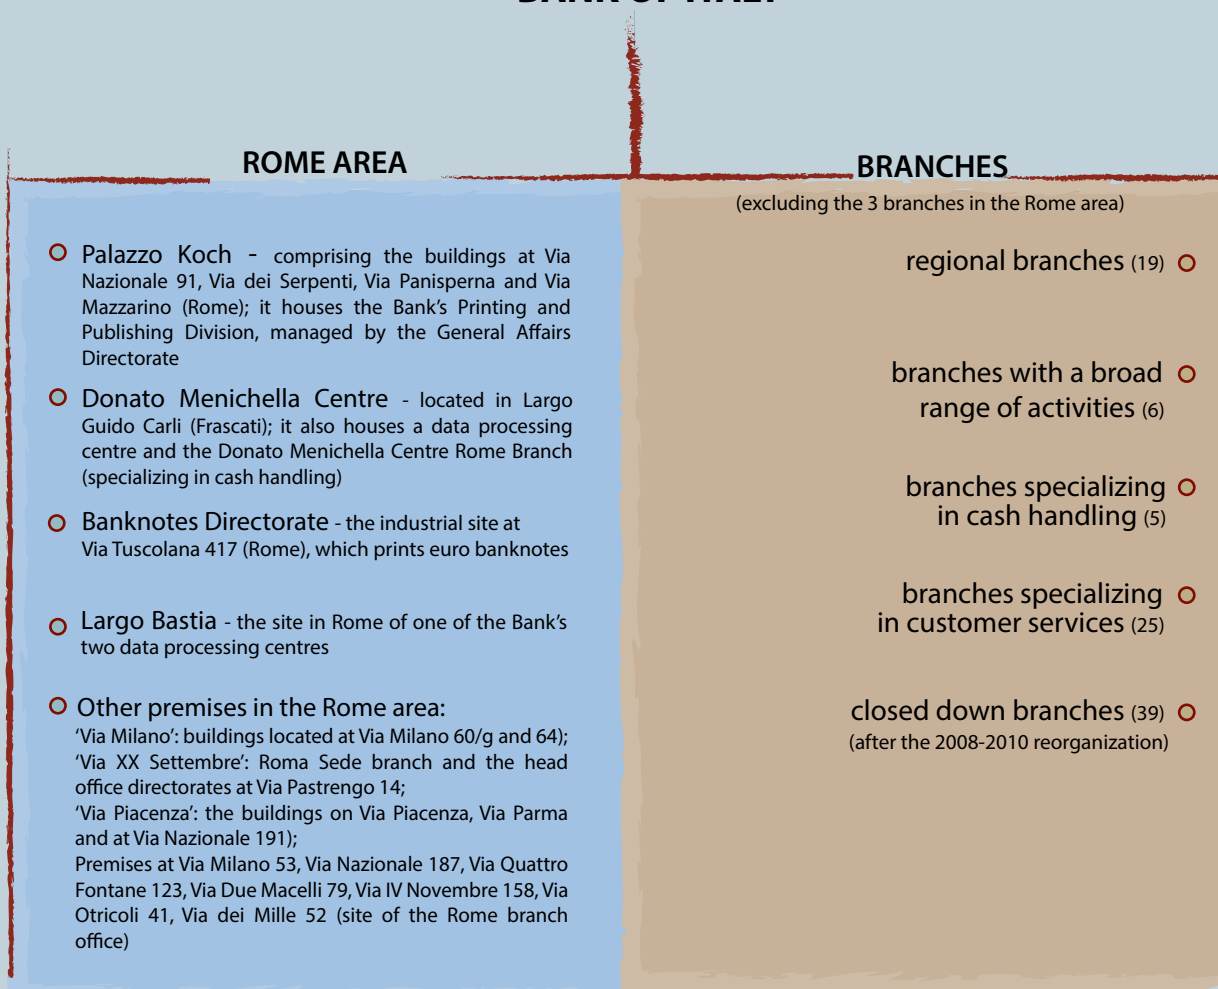 BANK OF ITALY
ROME AREA
Palazzo Koch - comprising the buildings at Via
Nazionale 91, Via dei Serpenti, Via Panisperna and Via
Mazzarino (Rome); it houses the Bank's Printing and
Publishing Division, managed by the General Affairs
Directorate
Donato Menichella Centre - located in Largo
Guido Carli (Frascati); it also houses a data processing
centre and the Donato Menichella Centre Rome Branch
(specializing in cash handling)
Banknotes Directorate - the industrial site at
Via Tuscolana 417 (Rome), which prints euro banknotes
Largo Bastia - the site in Rome of one of the Bank's
two data processing centres
Other premises in the Rome area:
‘Via Milano’: buildings located at Via Milano 60/g and 64);
‘Via XX Settembre’: Roma Sede branch and the head
office directorates at Via Pastrengo 14;
‘Via Piacenza’: the buildings on Via Piacenza, Via Parma
and at Via Nazionale 191);
Premises at Via Milano 53, Via Nazionale 187, Via Quattro
Fontane 123, Via Due Macelli 79, Via IV Novembre 158, Via
Otricoli 41, Via dei Mille 52 (site of the Rome branch
office)
BRANCHES
(excluding the 3 branches in the Rome area)
regional branches (19)
branches with a broad
range of activities (6)
branches specializing
in cash handling (5)
branches specializing
in customer services (25)
closed down branches (39)
(after the 2008-2010 reorganization)